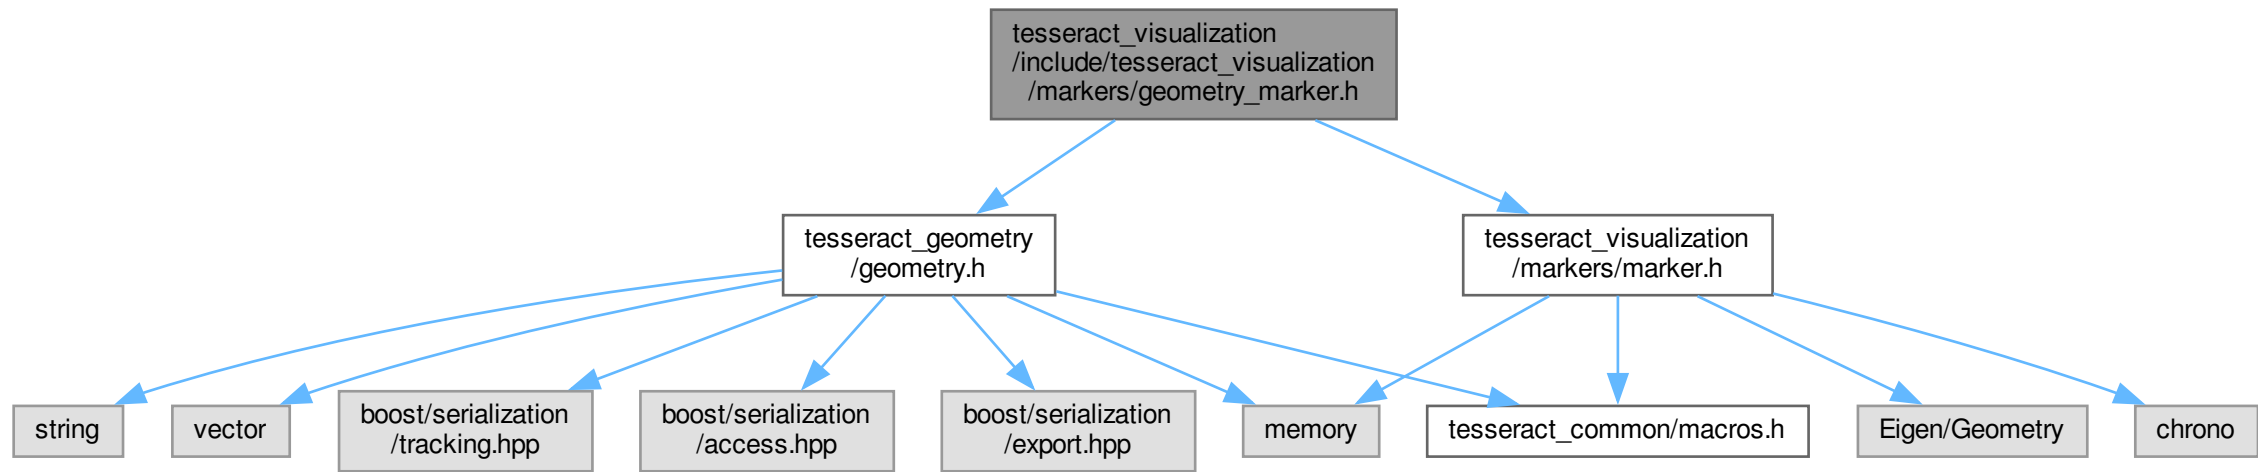 tesseract_visualization
/include/tesseract_visualization
/markers/geometry_marker.h
tesseract_geometry
/geometry.h
tesseract_visualization
/markers/marker.h
string
vector
boost/serialization
/tracking.hpp
boost/serialization
/access.hpp
boost/serialization
/export.hpp
memory
tesseract_common/macros.h
Eigen/Geometry
chrono